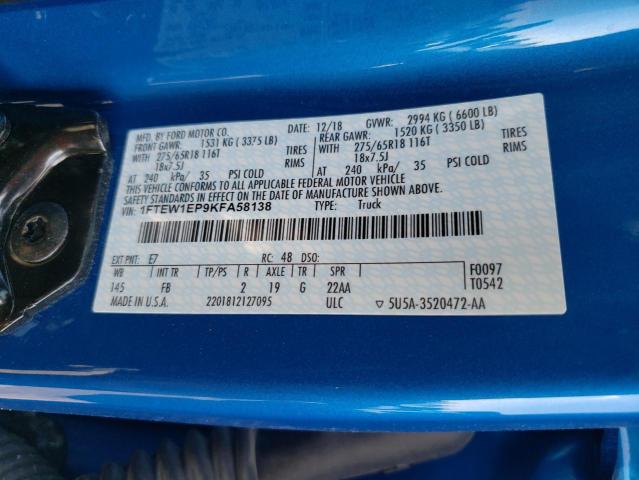 MFD. BY FORD MOTOR CO. DATE: 12/18 GVWR: 2994 KG ( 6600 LB)
FRONT GAWR: 1531 KG ( 3375 LB) REAR GAWR: 1520 KG ( 3350 LB)
WITH 275/65R18 116T TIRES WITH 275/65R18 116T TIRES
18x7.5J RIMS 18x7.5J RIMS
AT 240 kPa/ 35 PSI COLD AT 240 kPa/ 35 PSI COLD
THIS VEHICLE CONFORMS TO ALL APPLICABLE FEDERAL MOTOR VEHICLE
SAFETY STANDARDS IN EFFECT ON THE DATE OF MANUFACTURE SHOWN ABOVE.
VIN: 1FTEW1EP9KFA58138 TYPE: Truck
EXT PNT: E7 RC: 48 DSO: F0097
WB INT TR TP/PS R AXLE TR SPR T0542
145 FB 2 19 G 22AA
MADE IN U.S.A. 2201812127095 ULC ▽ 5U5A-3520472-AA